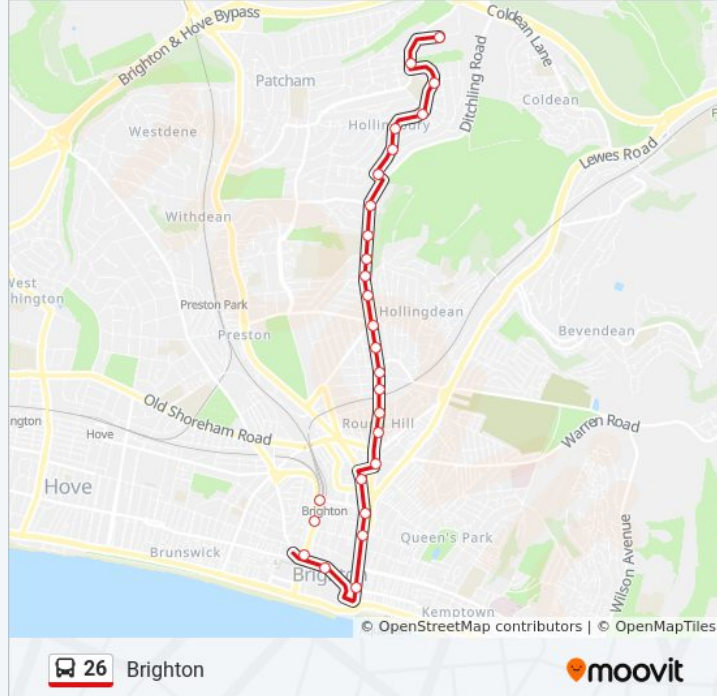 Brighton & Hove Bypass
Coldean Lane
Patcham
Ditchling Road
Coldean
Westdene
Hollingbury
Lewes Road
Withdean
Preston Park
Hollingdean
Preston
Bevendean
Old Shoreham Road
Hove
Round Hill
Warren Road
Hove
Brighton
Brunswick
Queen's Park
Brighton
Wilson Avenue
Kemptown
© OpenStreetMap contributors | © OpenMapTiles
26 Brighton
moovit